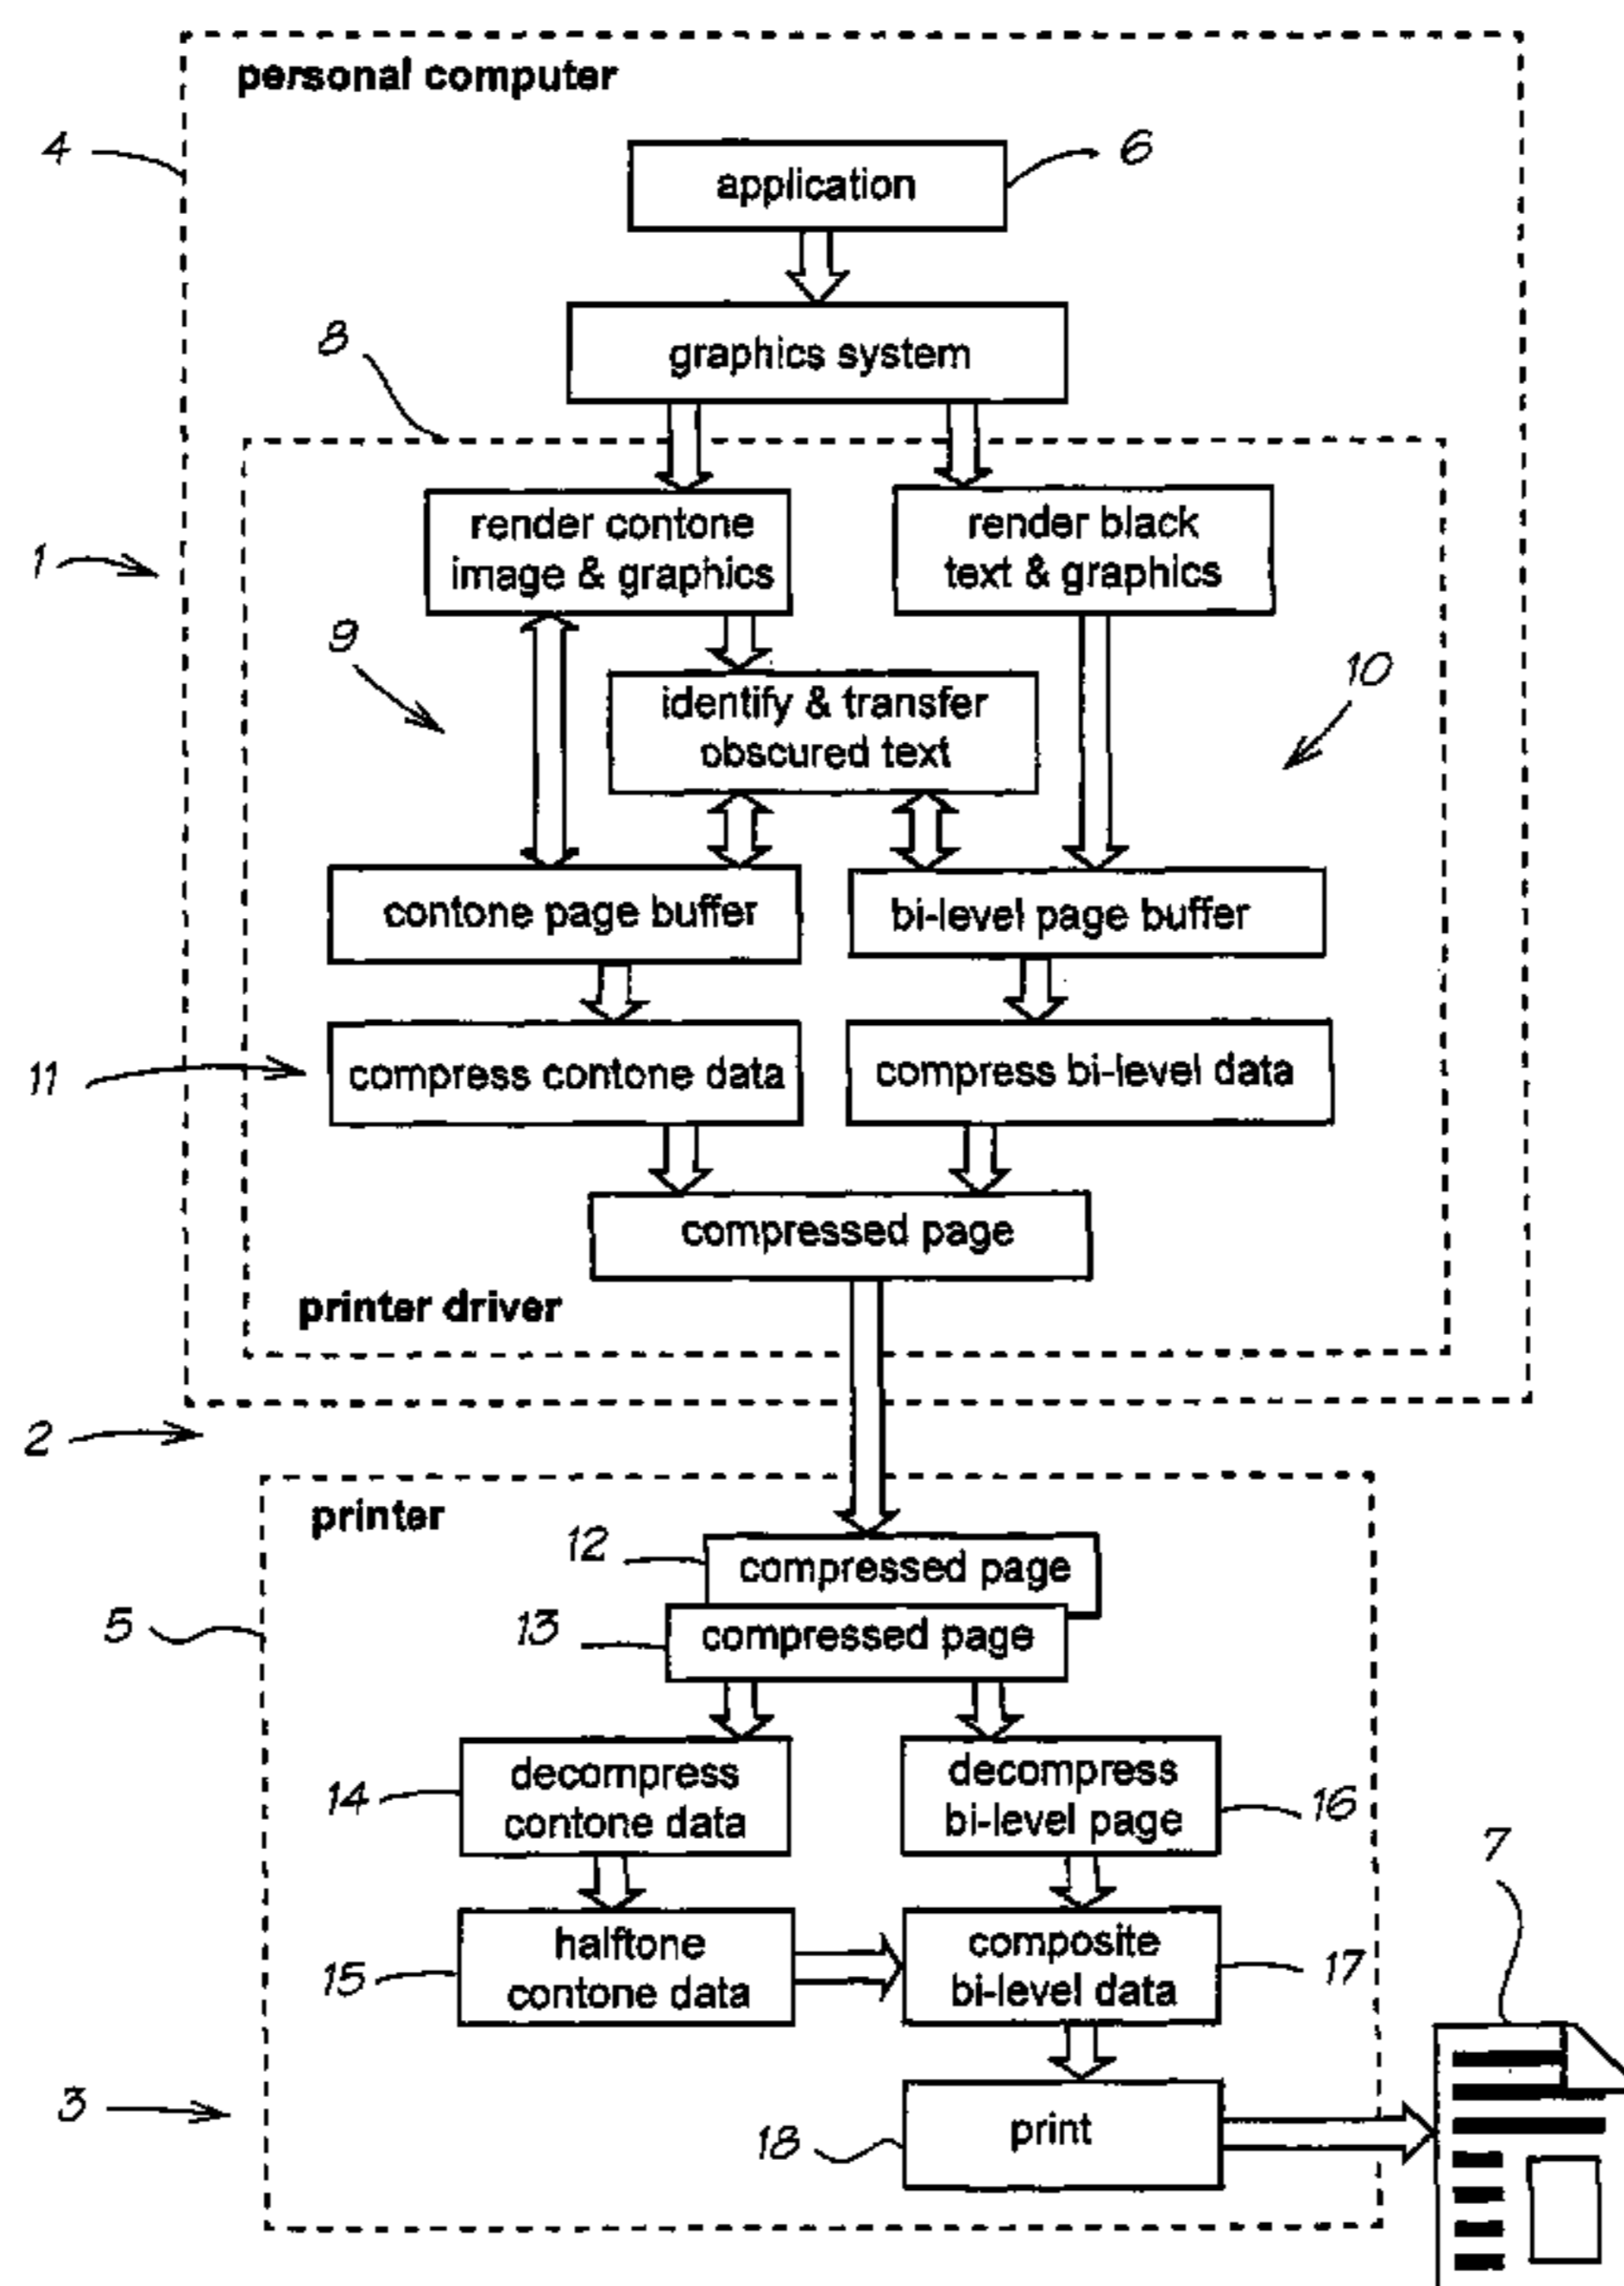 personal computer
4
application
6
graphics system
8
render contone
image & graphics
render black
text & graphics
1
9
identify & transfer
obscured text
10
contone page buffer
bi-level page buffer
11
compress contone data
compress bi-level data
compressed page
printer driver
2
printer
12
compressed page
5
13
compressed page
14
decompress
contone data
decompress
bi-level page
16
7
15
halftone
contone data
composite
bi-level data
17
3
18
print